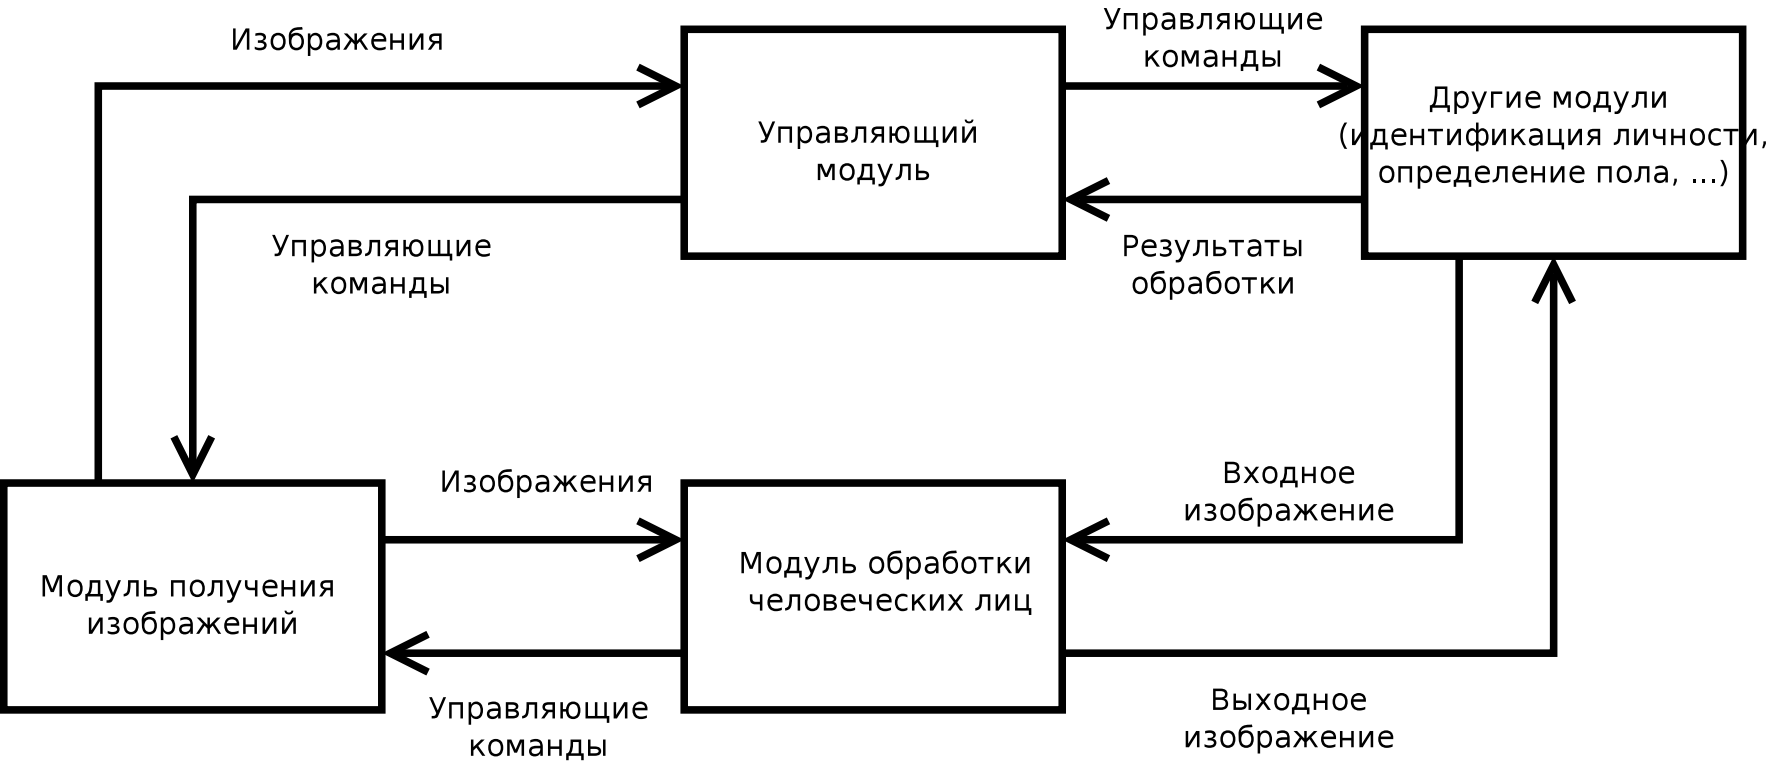 Изображения
Управляющий
модуль
Управляющие
команды
Другие модули
(идентификация личности,
определение пола, ...)
Управляющие
команды
Результаты
обработки
Модуль получения
изображений
Изображения
Модуль обработки
человеческих лиц
Входное
изображение
Управляющие
команды
Выходное
изображение